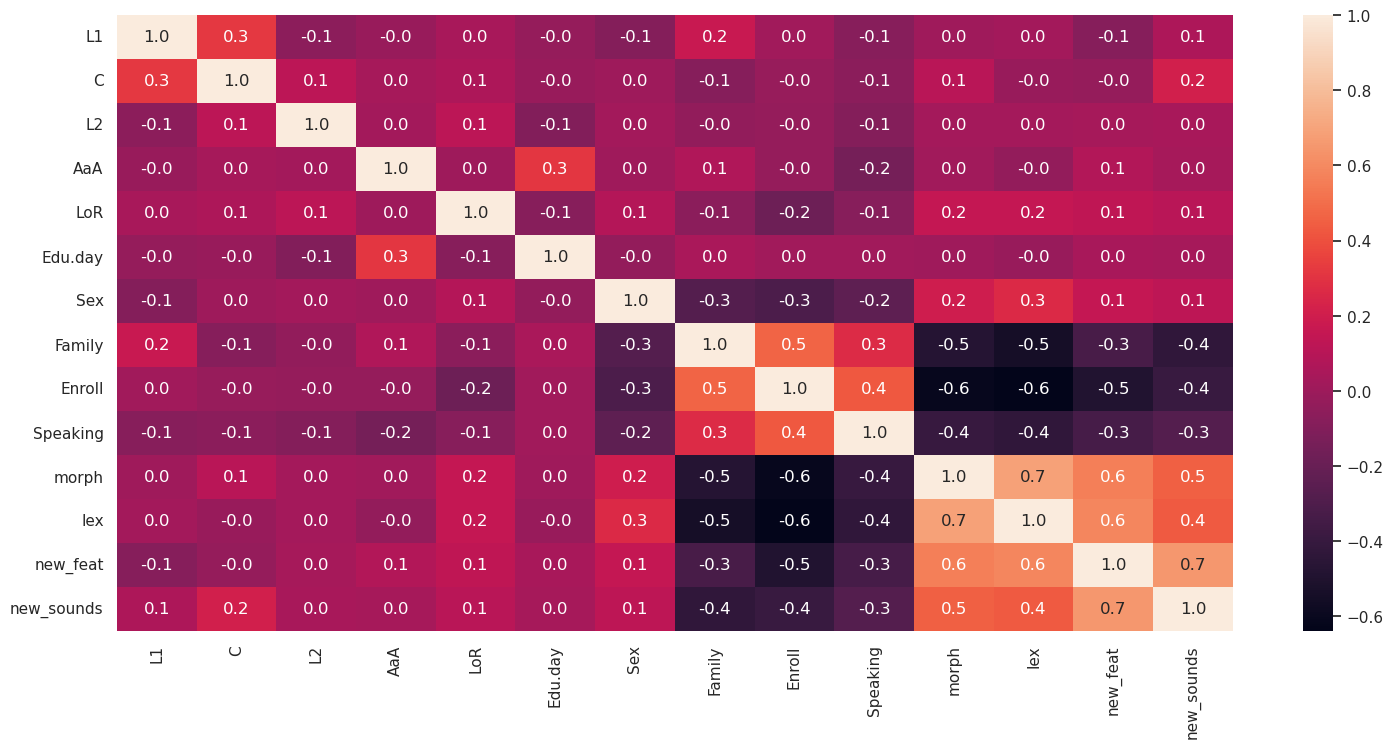 L1 1.0 0.3 -0.1 -0.0 0.0 -0.0 -0.1 0.2 0.0 -0.1 0.0 0.0 -0.1 0.1
C 0.3 1.0 0.1 0.0 0.1 -0.0 0.0 -0.1 -0.0 -0.1 0.1 -0.0 -0.0 0.2
L2 -0.1 0.1 1.0 0.0 0.1 -0.1 0.0 -0.0 -0.0 -0.1 0.0 0.0 0.0 0.0
AaA -0.0 0.0 0.0 1.0 0.0 0.3 0.0 0.1 -0.0 -0.2 0.0 -0.0 0.1 0.0
LoR 0.0 0.1 0.1 0.0 1.0 -0.1 0.1 -0.1 -0.2 -0.1 0.2 0.2 0.1 0.1
Edu.day -0.0 -0.0 -0.1 0.3 -0.1 1.0 -0.0 0.0 0.0 0.0 0.0 -0.0 0.0 0.0
Sex -0.1 0.0 0.0 0.0 0.1 -0.0 1.0 -0.3 -0.3 -0.2 0.2 0.3 0.1 0.1
Family 0.2 -0.1 -0.0 0.1 -0.1 0.0 -0.3 1.0 0.5 0.3 -0.5 -0.5 -0.3 -0.4
Enroll 0.0 -0.0 -0.0 -0.0 -0.2 0.0 -0.3 0.5 1.0 0.4 -0.6 -0.6 -0.5 -0.4
Speaking -0.1 -0.1 -0.1 -0.2 -0.1 0.0 -0.2 0.3 0.4 1.0 -0.4 -0.4 -0.3 -0.3
morph 0.0 0.1 0.0 0.0 0.2 0.0 0.2 -0.5 -0.6 -0.4 1.0 0.7 0.6 0.5
lex 0.0 -0.0 0.0 -0.0 0.2 -0.0 0.3 -0.5 -0.6 -0.4 0.7 1.0 0.6 0.4
new_feat -0.1 -0.0 0.0 0.1 0.1 0.0 0.1 -0.3 -0.5 -0.3 0.6 0.6 1.0 0.7
new_sounds 0.1 0.2 0.0 0.0 0.1 0.0 0.1 -0.4 -0.4 -0.3 0.5 0.4 0.7 1.0
L1 C L2 AaA LoR Edu.day Sex Family Enroll Speaking morph lex new_feat new_sounds
1.0
0.8
0.6
0.4
0.2
0.0
−0.2
−0.4
−0.6